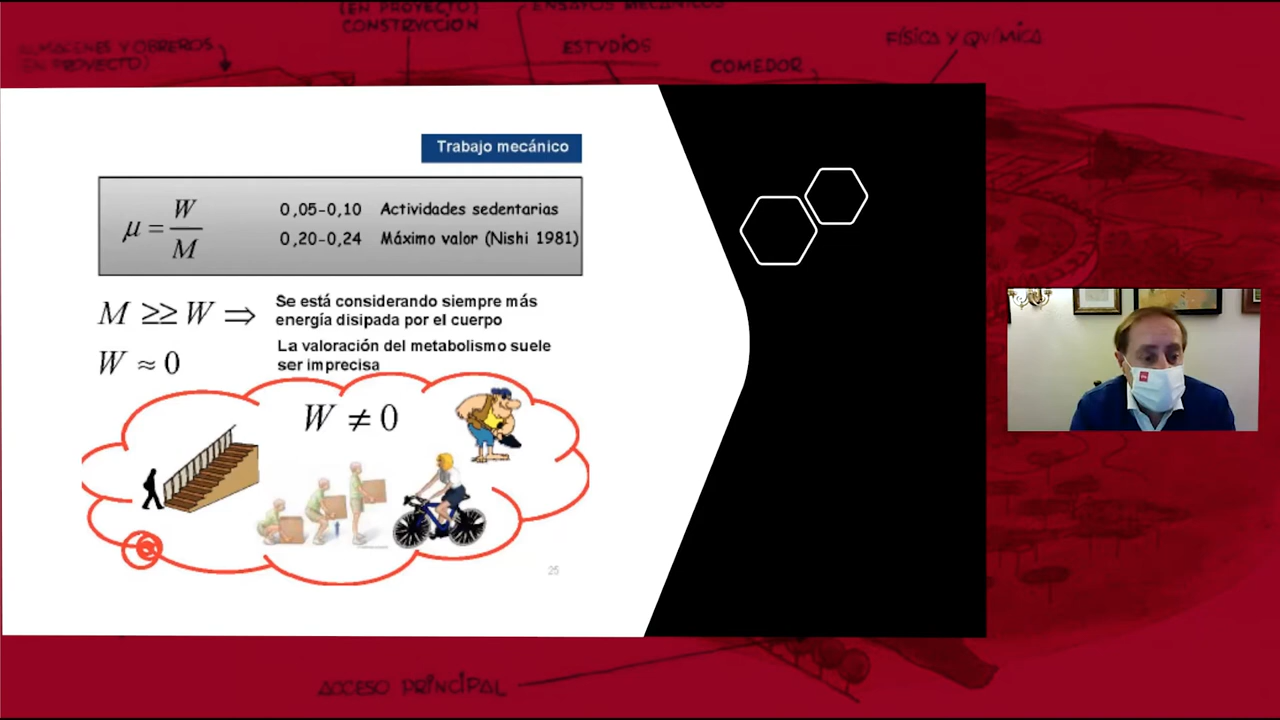 (EN PROYECTO)
CONSTRUCCION
ENSAYOS MECÁNICOS
ALMACENES Y OBREROS
(EN PROYECTO)
ESTVDIOS
COMEDOR
FÍSICA Y QUÍMICA
Trabajo mecánico
μ = W / M
0,05-0,10 Actividades sedentarias
0,20-0,24 Máximo valor (Nishi 1981)
M ≥≥ W ⇒ Se está considerando siempre más
energía disipada por el cuerpo
W ≈ 0 La valoración del metabolismo suele
ser imprecisa
W ≠ 0
25
ACCESO PRINCIPAL